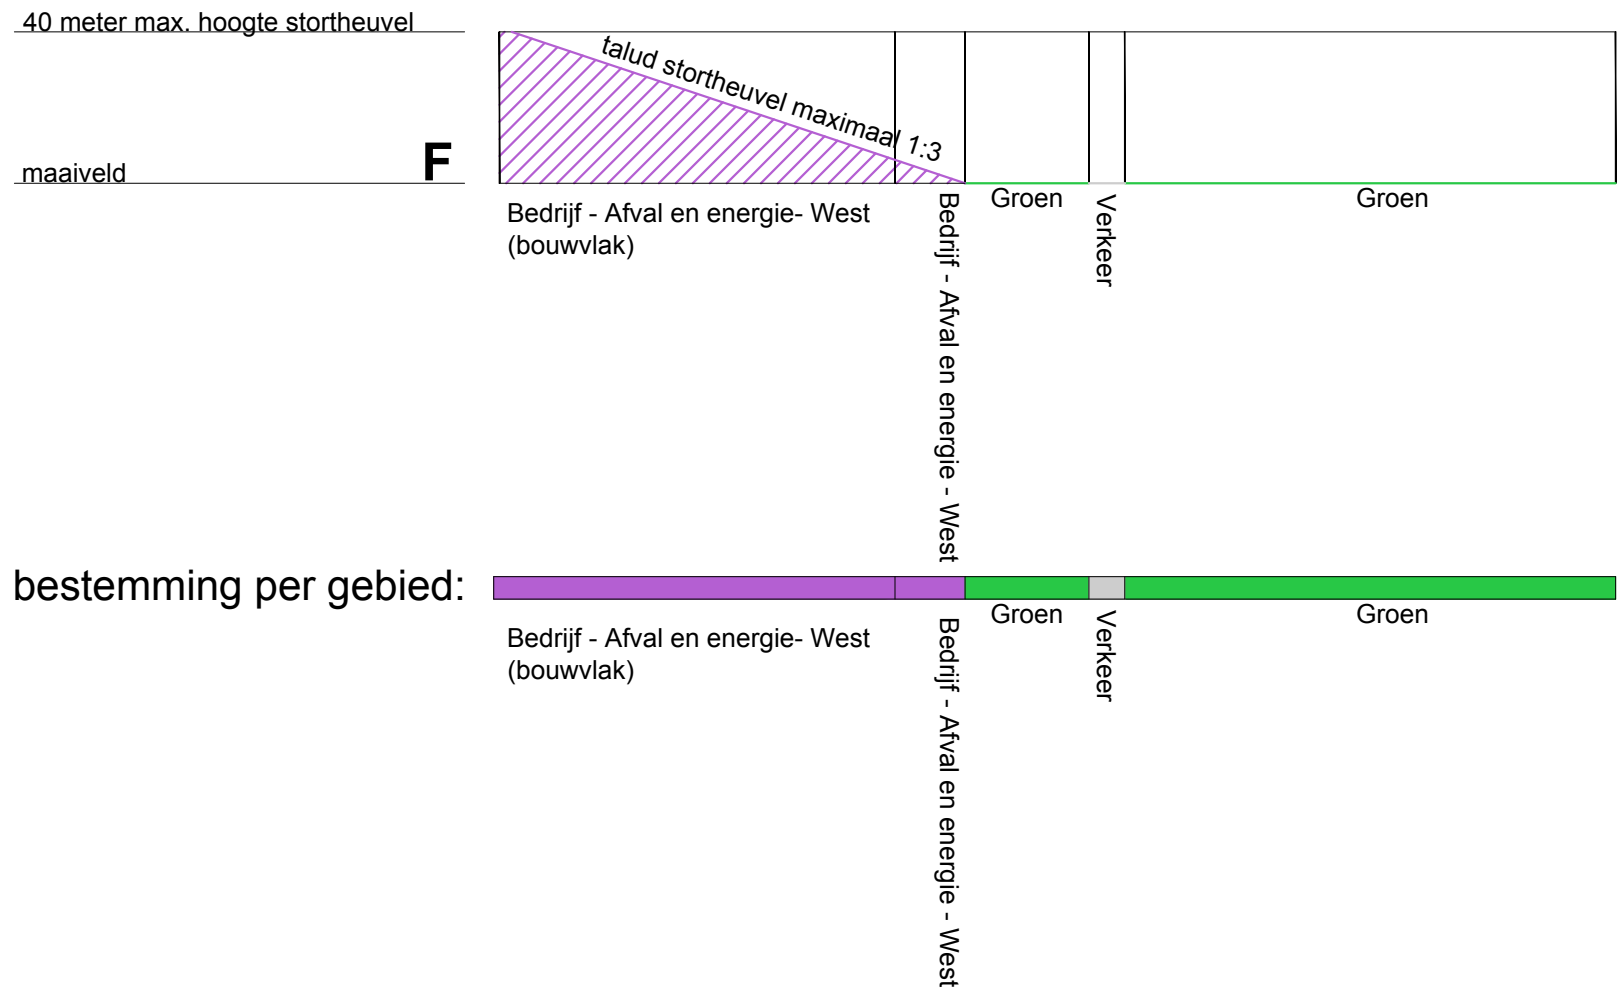 40 meter max. hoogte stortheuvel
talud stortheuvel maximaal 1:3
maaiveld
F
Bedrijf - Afval en energie- West
(bouwvlak)
Bedrijf - Afval en energie - West
Groen
Verkeer
Groen
bestemming per gebied:
Bedrijf - Afval en energie- West
(bouwvlak)
Bedrijf - Afval en energie - West
Groen
Verkeer
Groen